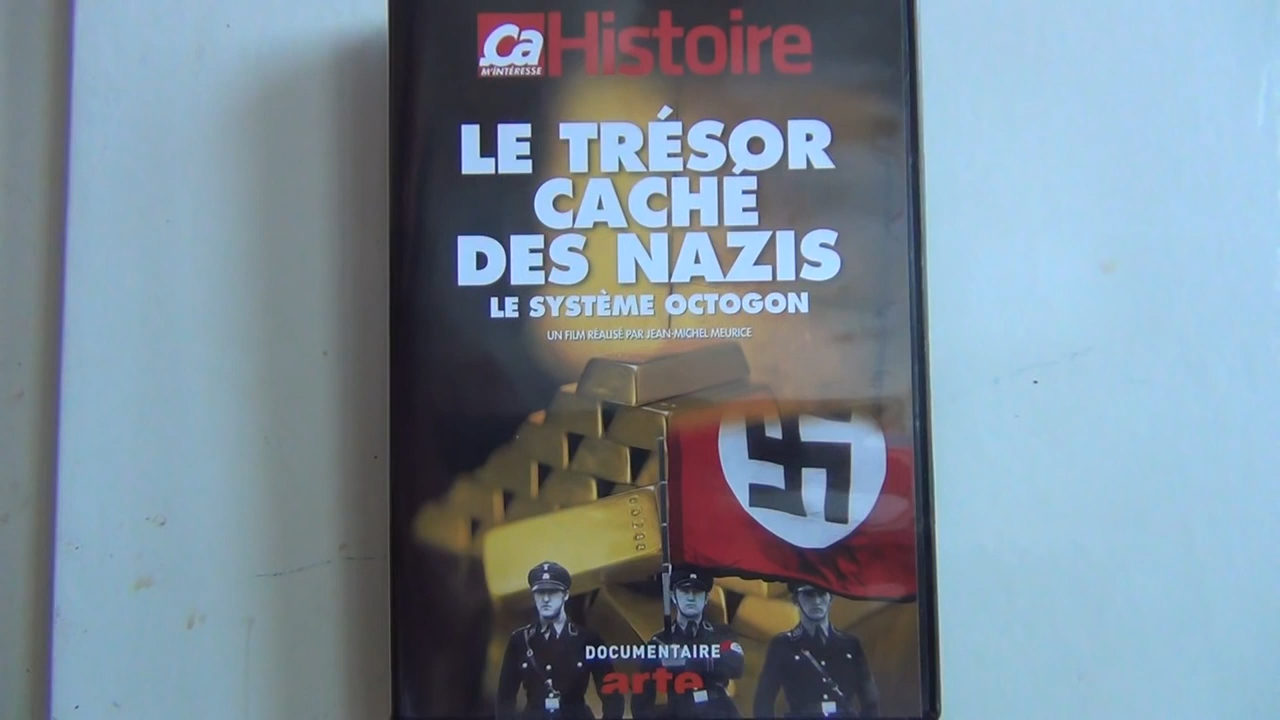 Ça Histoire
M'INTÉRESSE
LE TRÉSOR
CACHÉ
DES NAZIS
LE SYSTÈME OCTOGON
UN FILM RÉALISÉ PAR JEAN-MICHEL MEURICE
DOCUMENTAIRE
arte